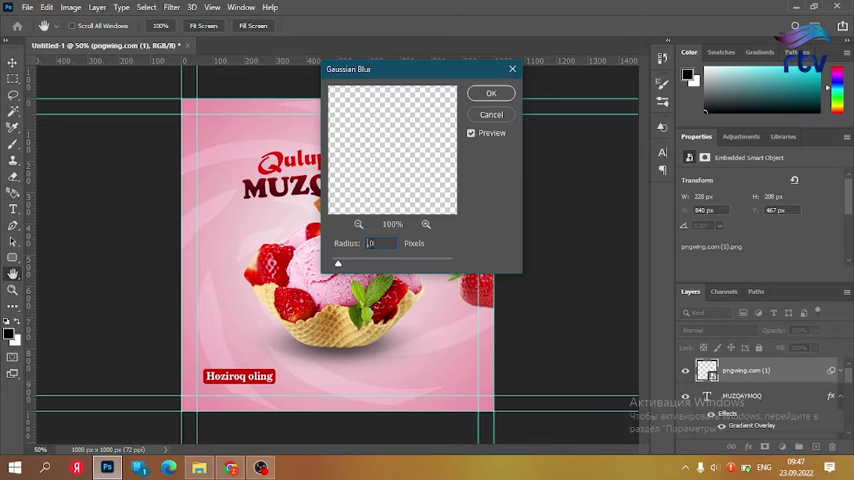 File Edit Image Layer Type Select Filter 3D View Window Help
Scroll All Windows 100% Fit Screen Fill Screen
Untitled-1 @ 50% (pngwing.com (1), RGB/8) *
Gaussian Blur
OK
Cancel
Preview
100%
Radius: Pixels
MUZQ
Hoziroq oling
rtv
Color Swatches Gradients Patterns
Properties Adjustments Libraries
Embedded Smart Object
Transform
W: 228 px H: 208 px
X: 840 px Y: 467 px
pngwing.com (1).png
Layers Channels Paths
Kind
Normal Opacity: 100%
Lock: Fill: 100%
pngwing.com (1)
MUZQAYMOQ fx
Effects
Gradient Overlay
Активация Windows
Чтобы активировать Windows, перейдите в
раздел "Параметры".
50% 1000 px x 1000 px (72 ppi)
ENG
09:47
23.09.2022